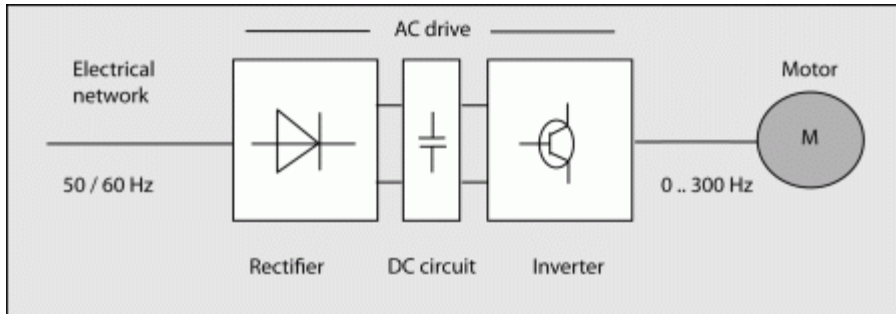 AC drive
Electrical
network
Motor
M
50 / 60 Hz
0 .. 300 Hz
Rectifier
DC circuit
Inverter